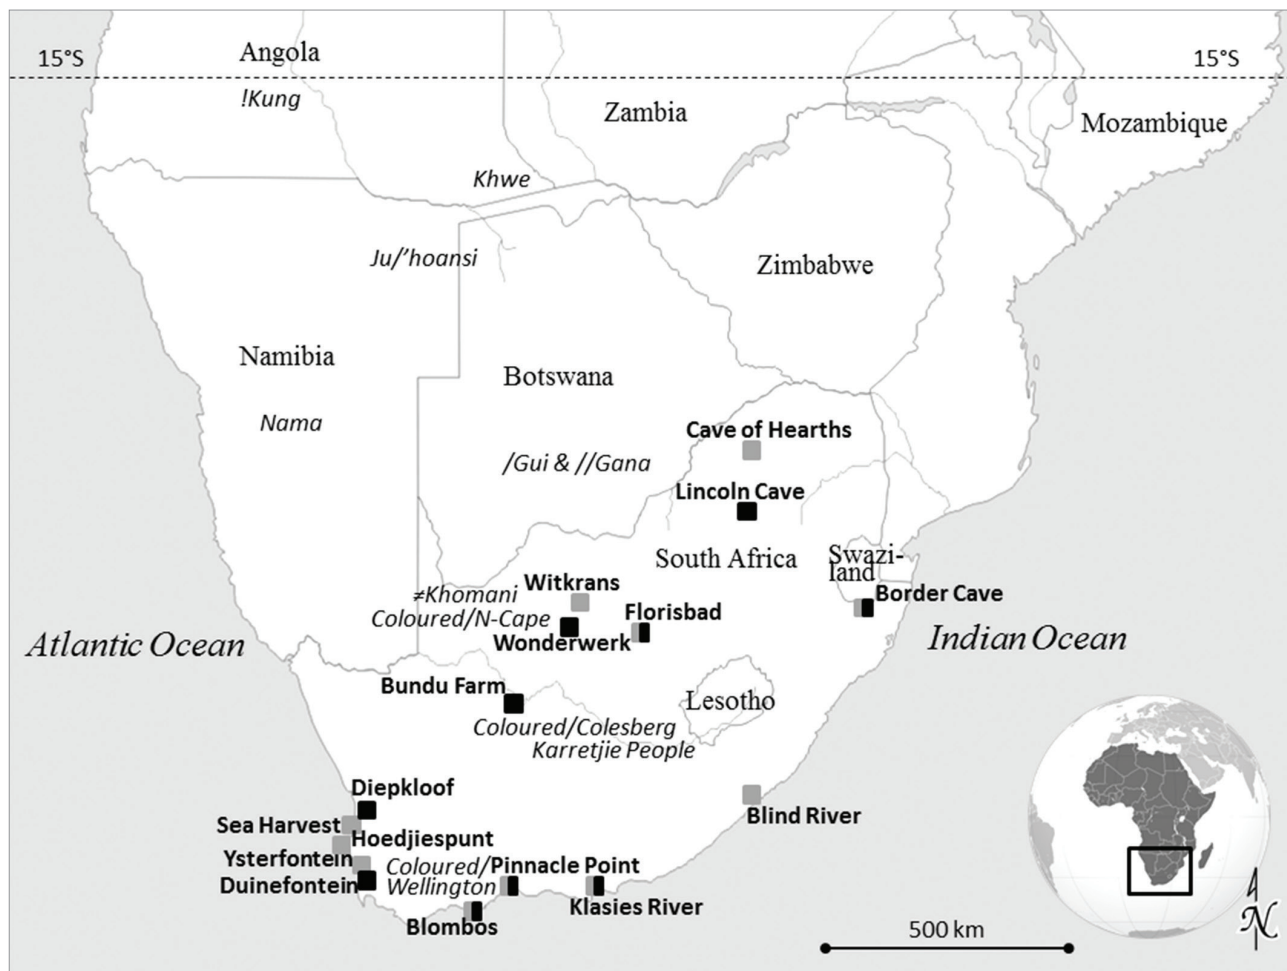 Angola
15°S
15°S
!Kung
Zambia
Mozambique
Khwe
Ju/'hoansi
Zimbabwe
Namibia
Botswana
Nama
Cave of Hearths
/Gui & //Gana
Lincoln Cave
South Africa
Swazi-
land
Witkrans
≠Khomani
Coloured/N-Cape
Border Cave
Florisbad
Wonderwerk
Atlantic Ocean
Indian Ocean
Bundu Farm
Lesotho
Coloured/Colesberg
Karretjie People
Diepkloof
Sea Harvest
Hoedjiespunt
Ysterfontein
Duinefontein
Coloured/
Wellington
Pinnacle Point
Blind River
Klasies River
Blombos
500 km
N